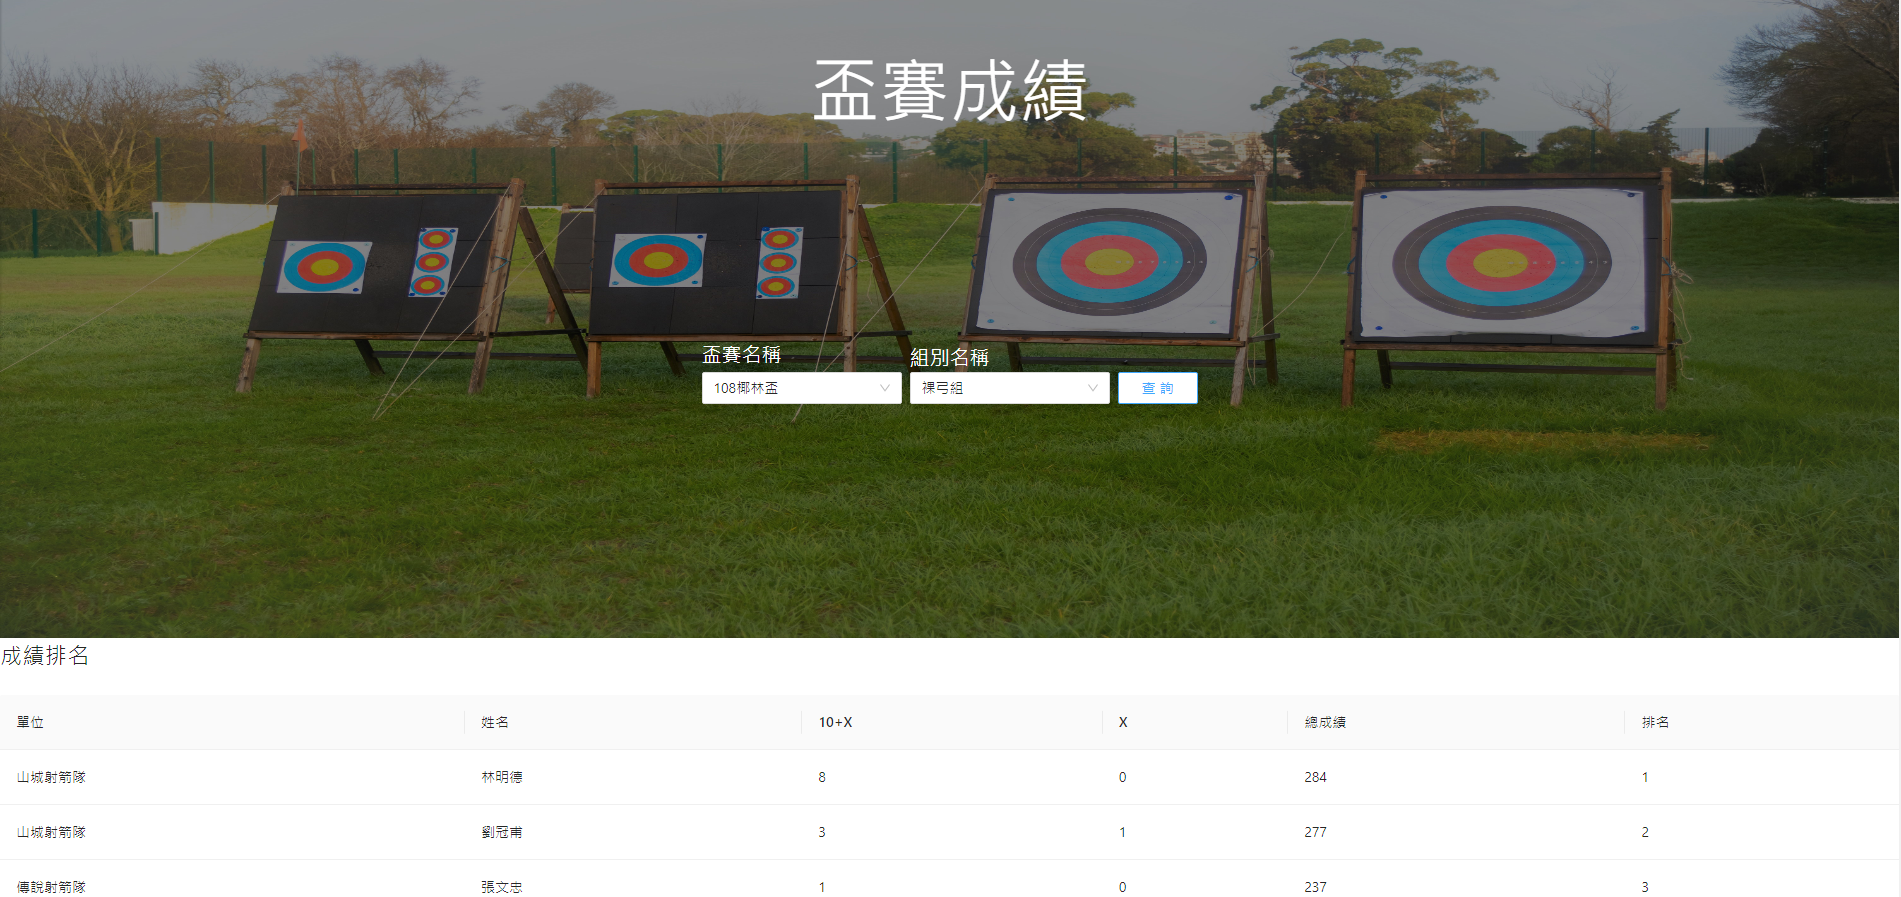 盃賽成績
盃賽名稱 組別名稱
108椰林盃 裸弓組 查 詢
成績排名
單位 姓名 10+X X 總成績 排名
山城射箭隊 林明德 8 0 284 1
山城射箭隊 劉冠甫 3 1 277 2
傳說射箭隊 張文忠 1 0 237 3